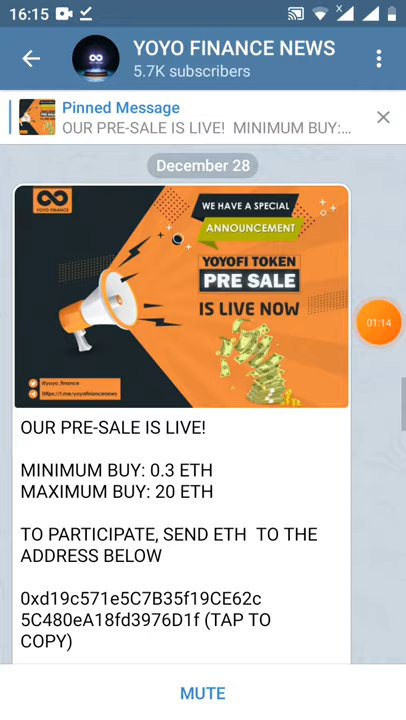 16:15
YOYO FINANCE NEWS
5.7K subscribers
Pinned Message
OUR PRE-SALE IS LIVE! MINIMUM BUY:...
December 28
YOYO FINANCE
WE HAVE A SPECIAL
ANNOUNCEMENT
YOYOFI TOKEN
PRE SALE
IS LIVE NOW
@yoyo_finance
https://t.me/yoyofinancenews
01:14
OUR PRE-SALE IS LIVE!
MINIMUM BUY: 0.3 ETH
MAXIMUM BUY: 20 ETH
TO PARTICIPATE, SEND ETH TO THE
ADDRESS BELOW
0xd19c571e5C7B35f19CE62c
5C480eA18fd3976D1f (TAP TO
COPY)
MUTE